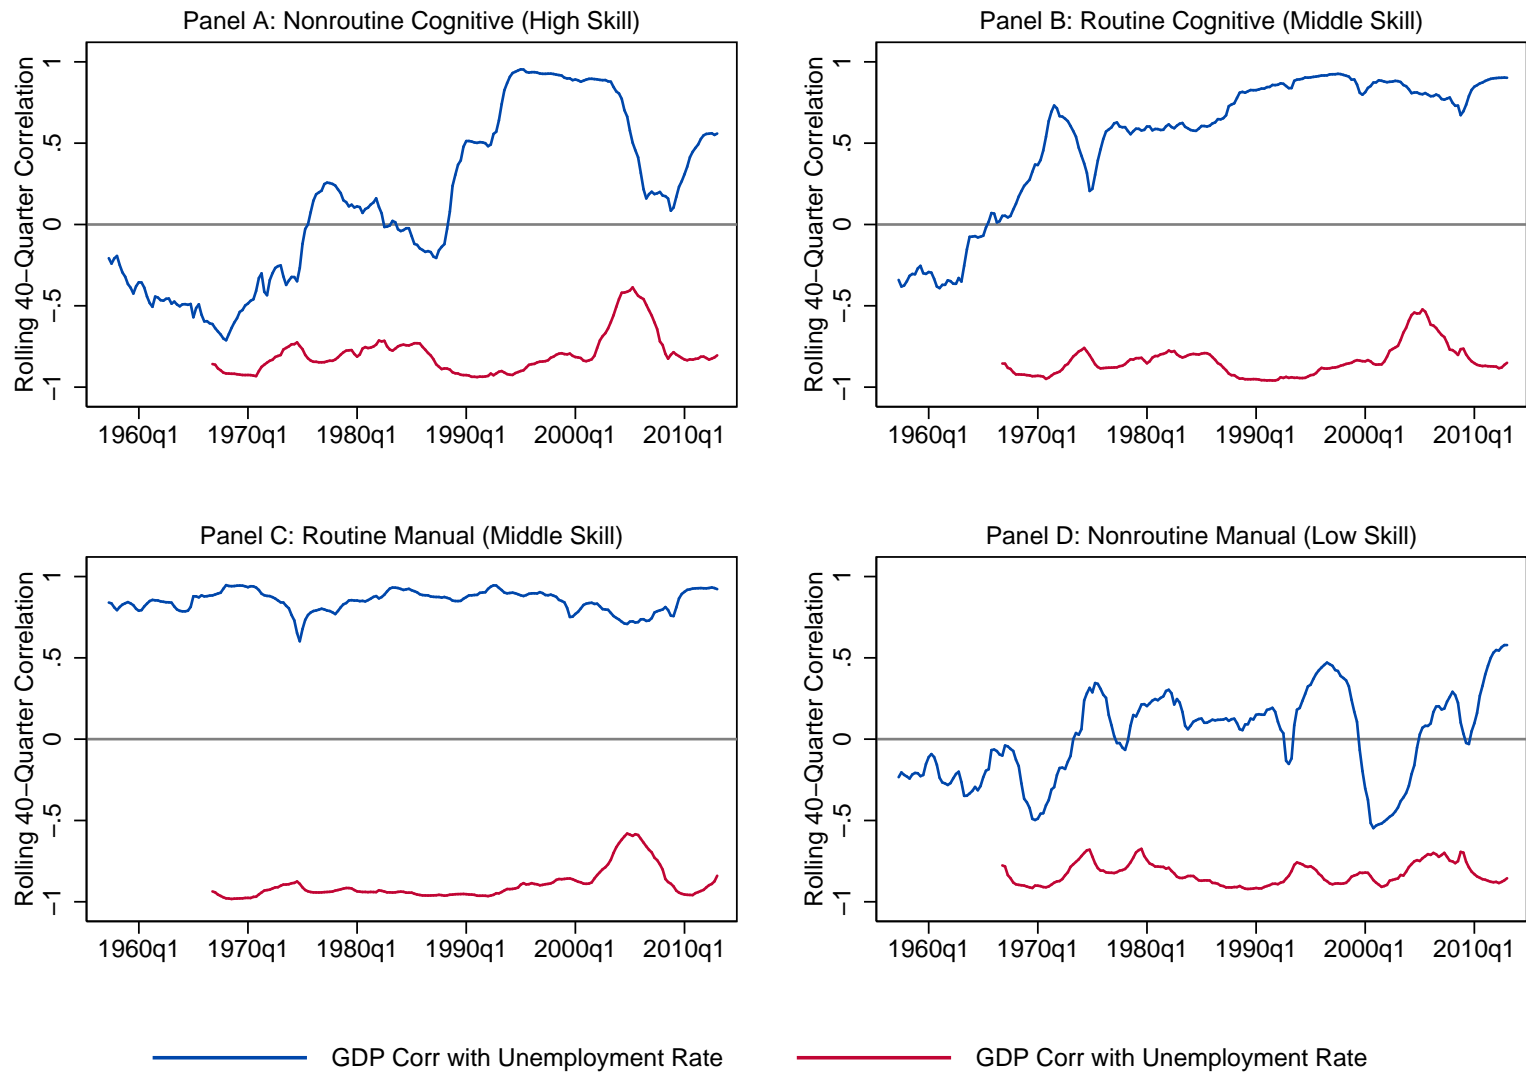 Panel A: Nonroutine Cognitive (High Skill)
Rolling 40−Quarter Correlation
1
.5
0
−.5
−1
1960q1 1970q1 1980q1 1990q1 2000q1 2010q1
Panel B: Routine Cognitive (Middle Skill)
Rolling 40−Quarter Correlation
1
.5
0
−.5
−1
1960q1 1970q1 1980q1 1990q1 2000q1 2010q1
Panel C: Routine Manual (Middle Skill)
Rolling 40−Quarter Correlation
1
.5
0
−.5
−1
1960q1 1970q1 1980q1 1990q1 2000q1 2010q1
Panel D: Nonroutine Manual (Low Skill)
Rolling 40−Quarter Correlation
1
.5
0
−.5
−1
1960q1 1970q1 1980q1 1990q1 2000q1 2010q1
GDP Corr with Unemployment Rate
GDP Corr with Unemployment Rate